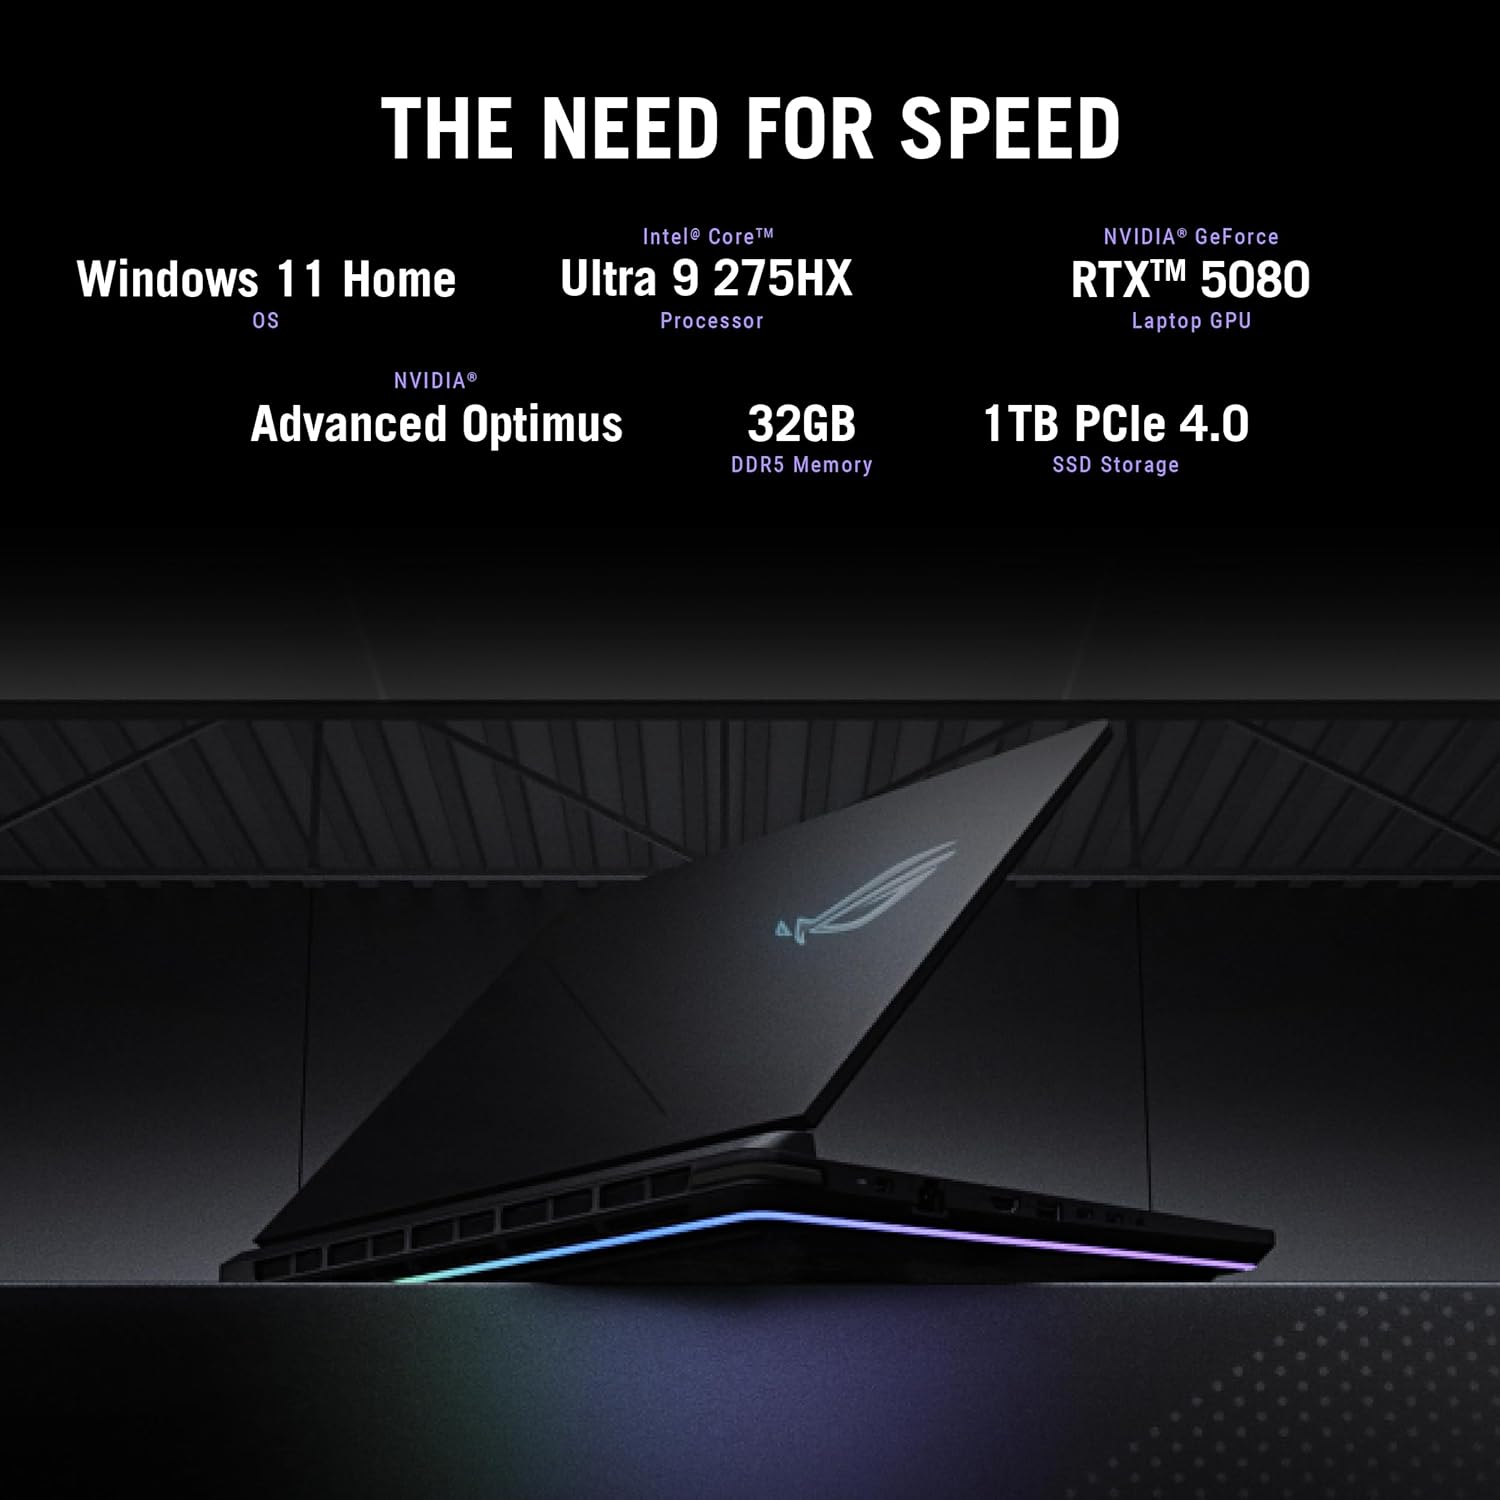 THE NEED FOR SPEED
Windows 11 Home
OS
Intel® Core™
Ultra 9 275HX
Processor
NVIDIA® GeForce
RTX™ 5080
Laptop GPU
NVIDIA®
Advanced Optimus
32GB
DDR5 Memory
1TB PCIe 4.0
SSD Storage